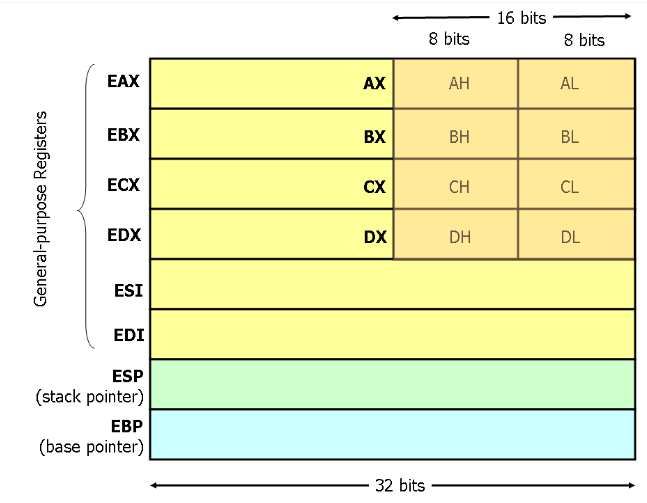 16 bits
8 bits 8 bits
General-purpose Registers
EAX AX AH AL
EBX BX BH BL
ECX CX CH CL
EDX DX DH DL
ESI
EDI
ESP
(stack pointer)
EBP
(base pointer)
32 bits